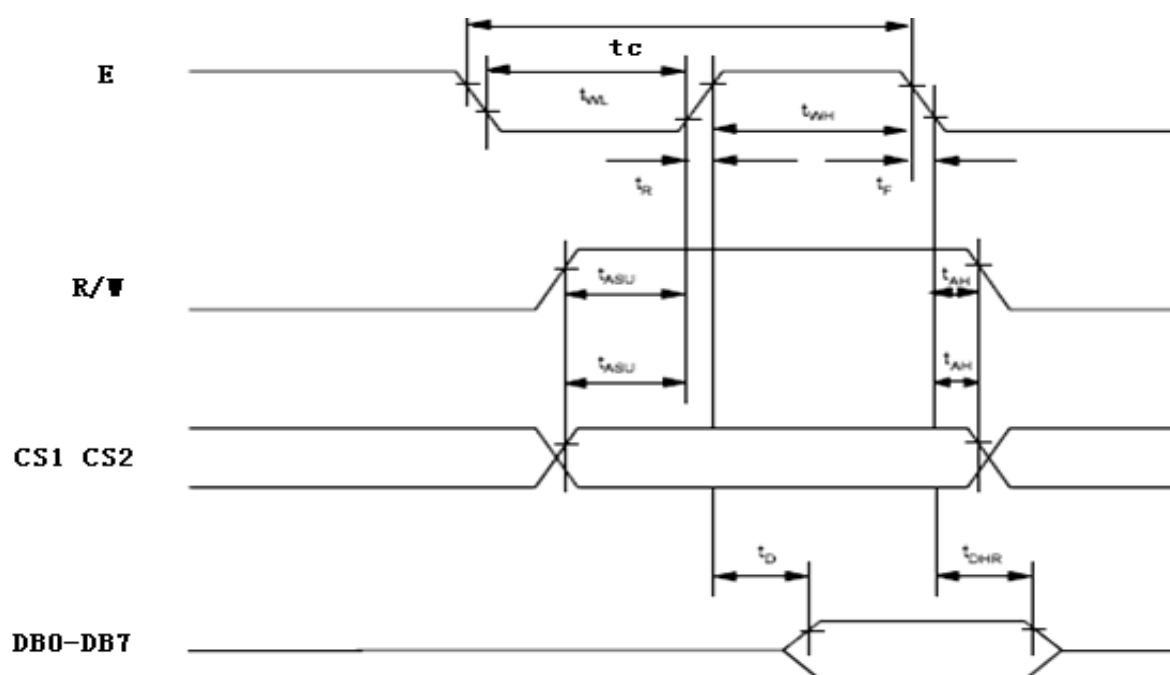 tc
E
tWL
tWH
tR
tF
R/W
tASU
tAH
tASU
tAH
CS1 CS2
tD
tDHR
DB0-DB7